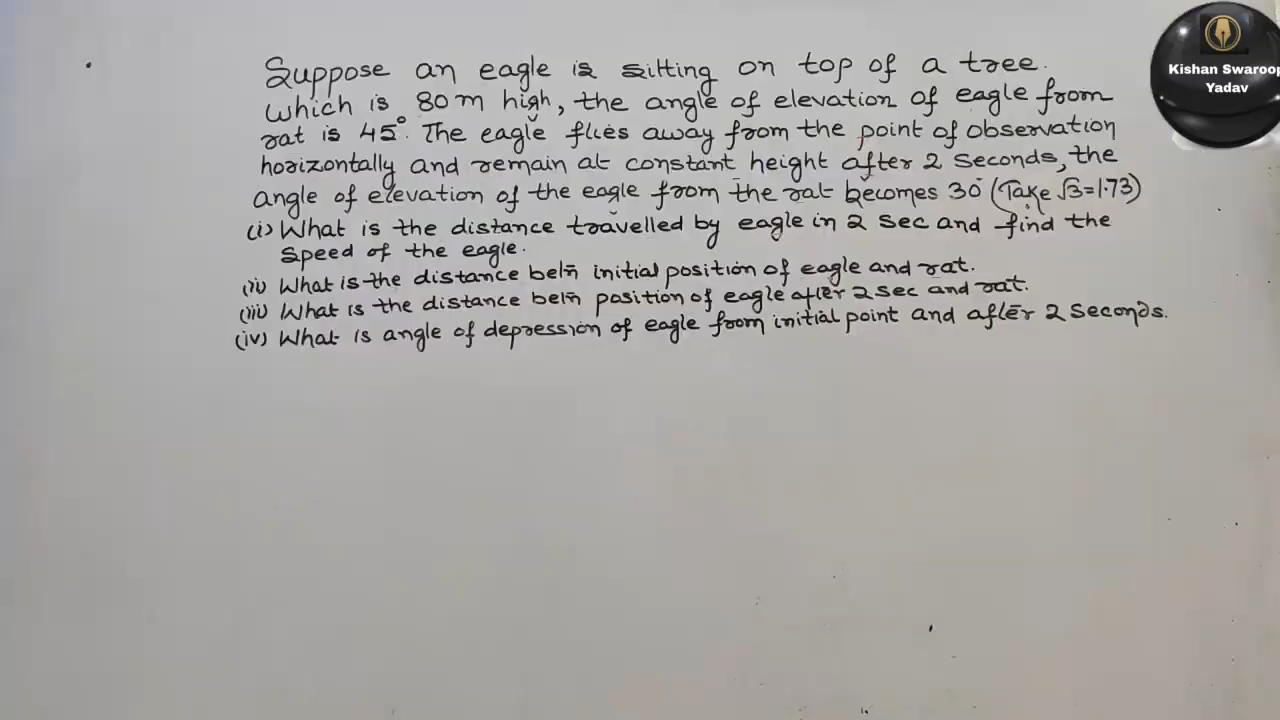 Suppose an eagle is sitting on top of a tree.
which is 80m high, the angle of elevation of eagle from
rat is 45°. The eagle flies away from the point of observation
horizontally and remain at constant height after 2 seconds, the
angle of elevation of the eagle from the rat becomes 30° (Take √3=1.73)
(i) What is the distance travelled by eagle in 2 sec and find the
speed of the eagle.
(ii) What is the distance betn initial position of eagle and rat.
(iii) What is the distance betn position of eagle after 2 sec and rat.
(iv) What is angle of depression of eagle from initial point and after 2 seconds.
Kishan Swaroop
Yadav